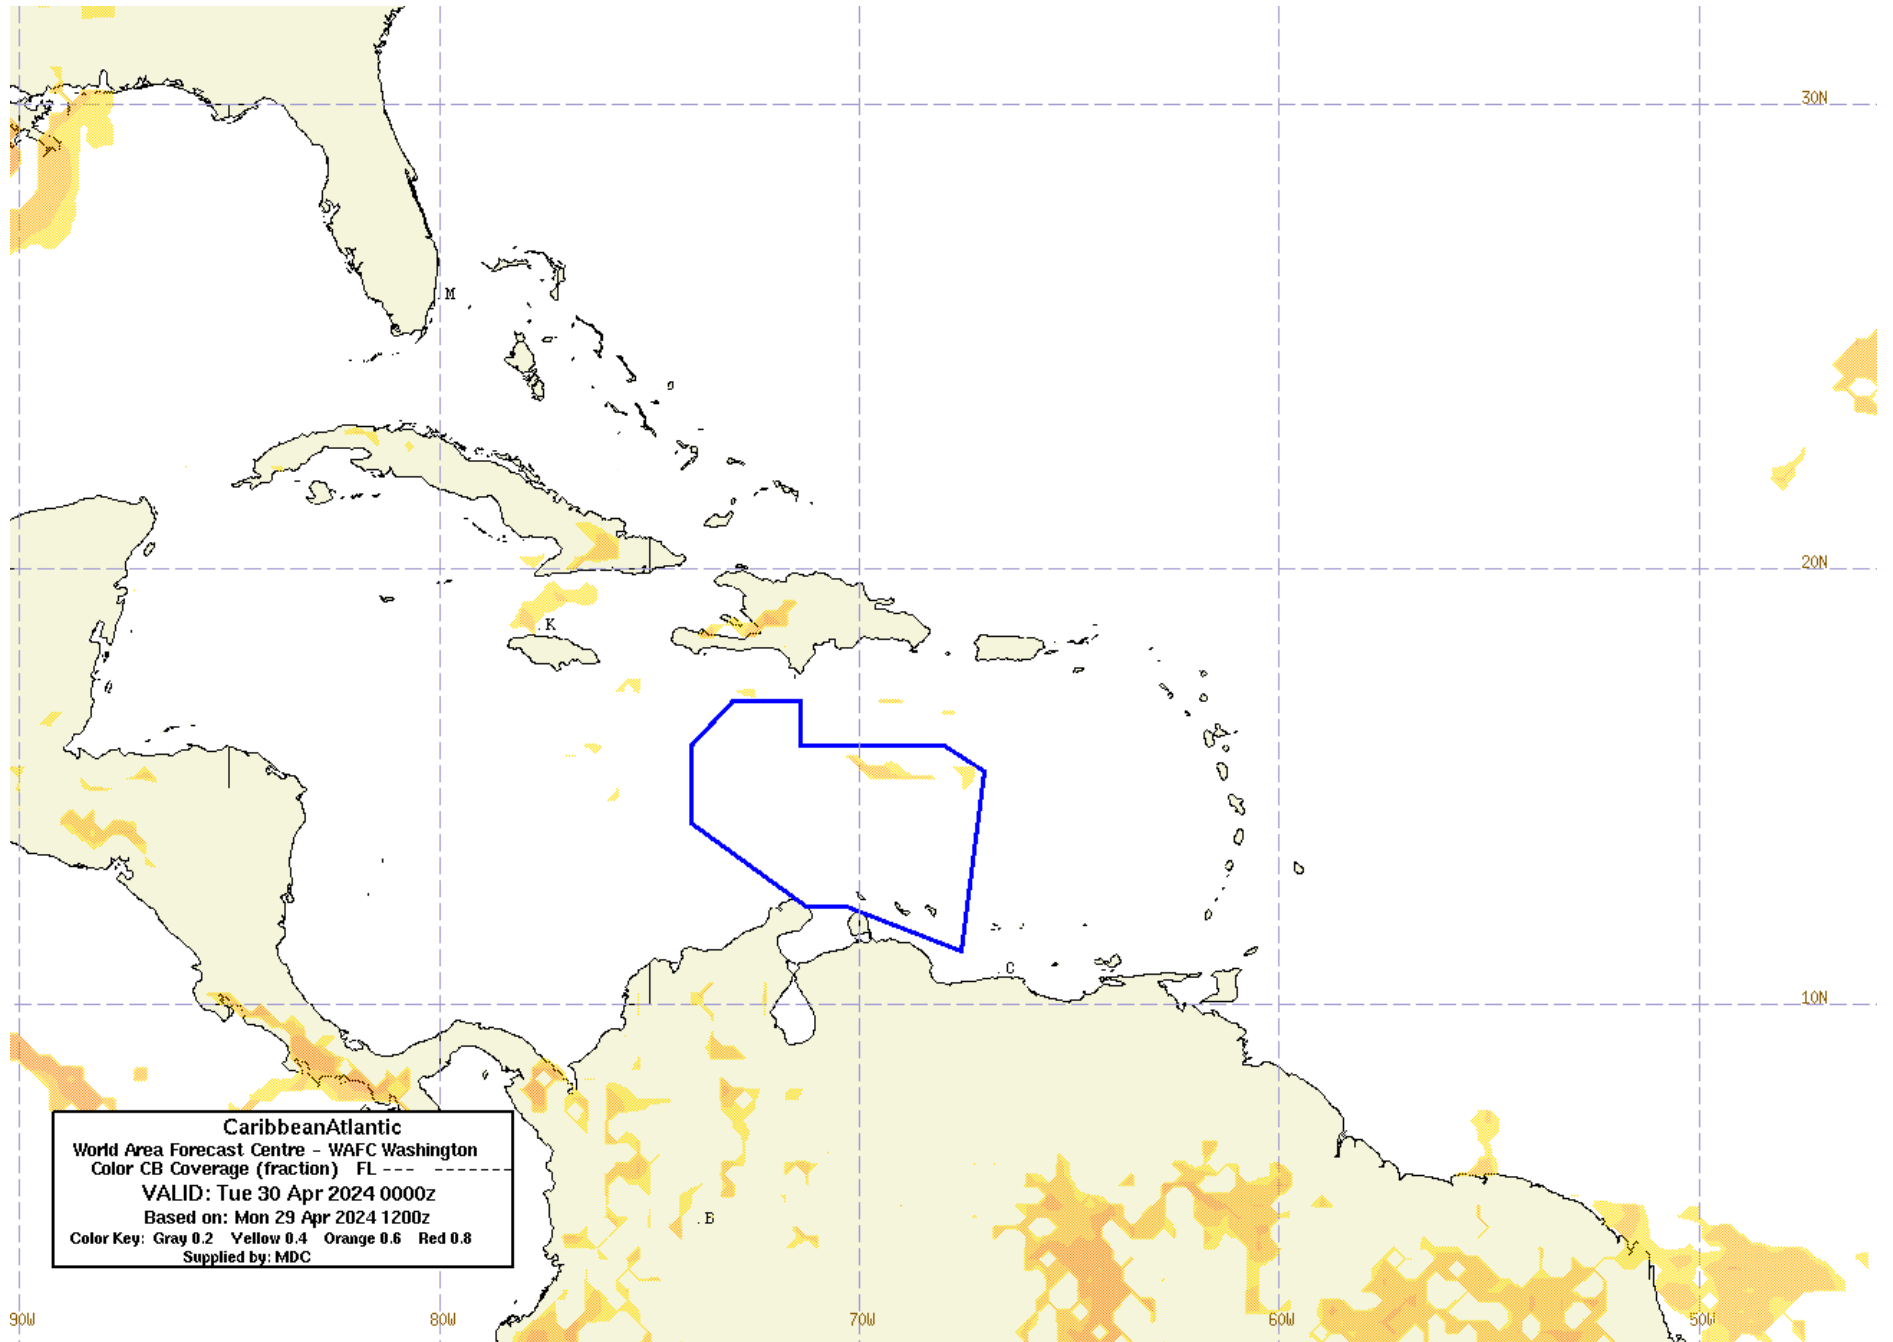 30N
M
20N
K
C
10N
CaribbeanAtlantic
World Area Forecast Centre - WAFC Washington
Color CB Coverage (fraction) FL --- -------
VALID: Tue 30 Apr 2024 0000z
Based on: Mon 29 Apr 2024 1200z
Color Key: Gray 0.2 Yellow 0.4 Orange 0.6 Red 0.8
Supplied by: MDC
B
90W 80W 70W 60W 50W